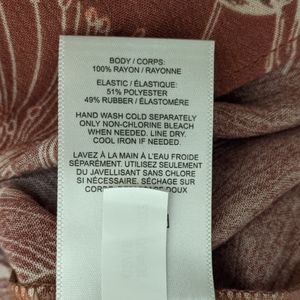 BODY / CORPS:
100% RAYON / RAYONNE
ELASTIC / ÉLASTIQUE:
51% POLYESTER
49% RUBBER / ÉLASTOMÈRE
HAND WASH COLD SEPARATELY
ONLY NON-CHLORINE BLEACH
WHEN NEEDED. LINE DRY.
COOL IRON IF NEEDED.
LAVEZ À LA MAIN À L'EAU FROIDE
SÉPARÉMENT. UTILISEZ SEULEMENT
DU JAVELLISANT SANS CHLORE
SI NÉCESSAIRE. SÉCHAGE SUR
CORDE DOUX